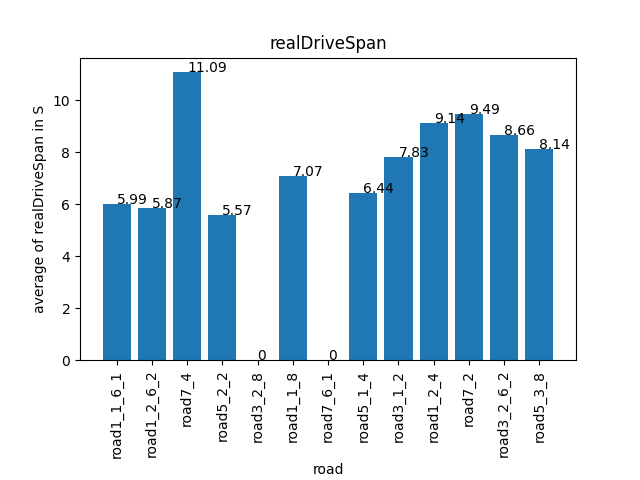 realDriveSpan
average of realDriveSpan in S
10
8
6
4
2
0
5.99
5.87
11.09
5.57
0
7.07
0
6.44
7.83
9.14
9.49
8.66
8.14
road1_1_6_1
road1_2_6_2
road7_4
road5_2_2
road3_2_8
road1_1_8
road7_6_1
road5_1_4
road3_1_2
road1_2_4
road7_2
road3_2_6_2
road5_3_8
road